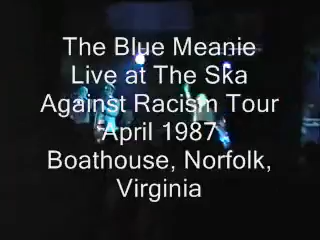 The Blue Meanie
Live at The Ska
Against Racism Tour
April 1987
Boathouse, Norfolk,
Virginia